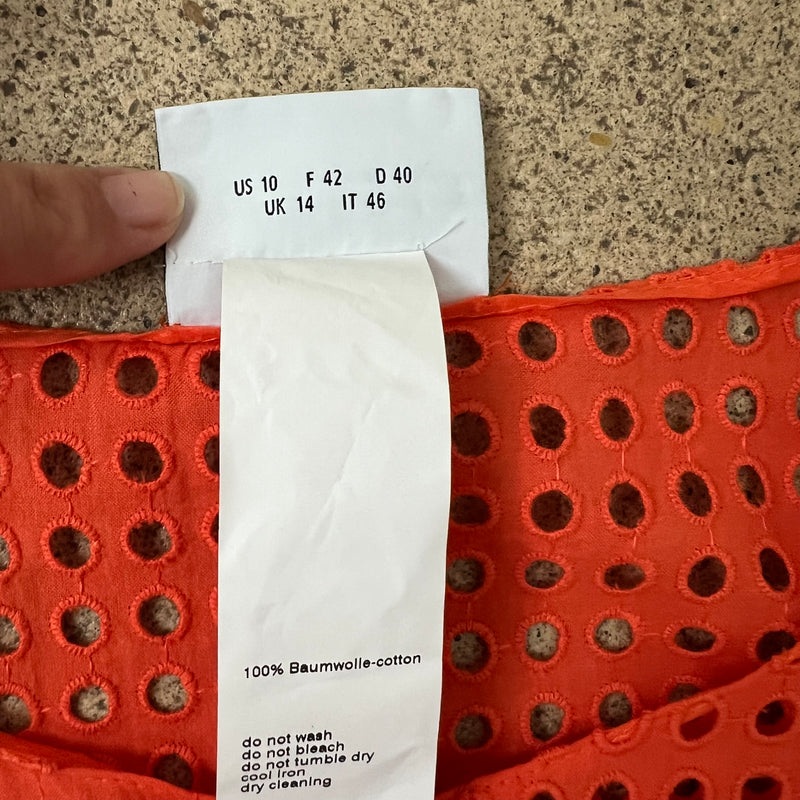 US 10 F 42 D 40
UK 14 IT 46
100% Baumwolle-cotton
do not wash
do not bleach
do not tumble dry
cool iron
dry cleaning